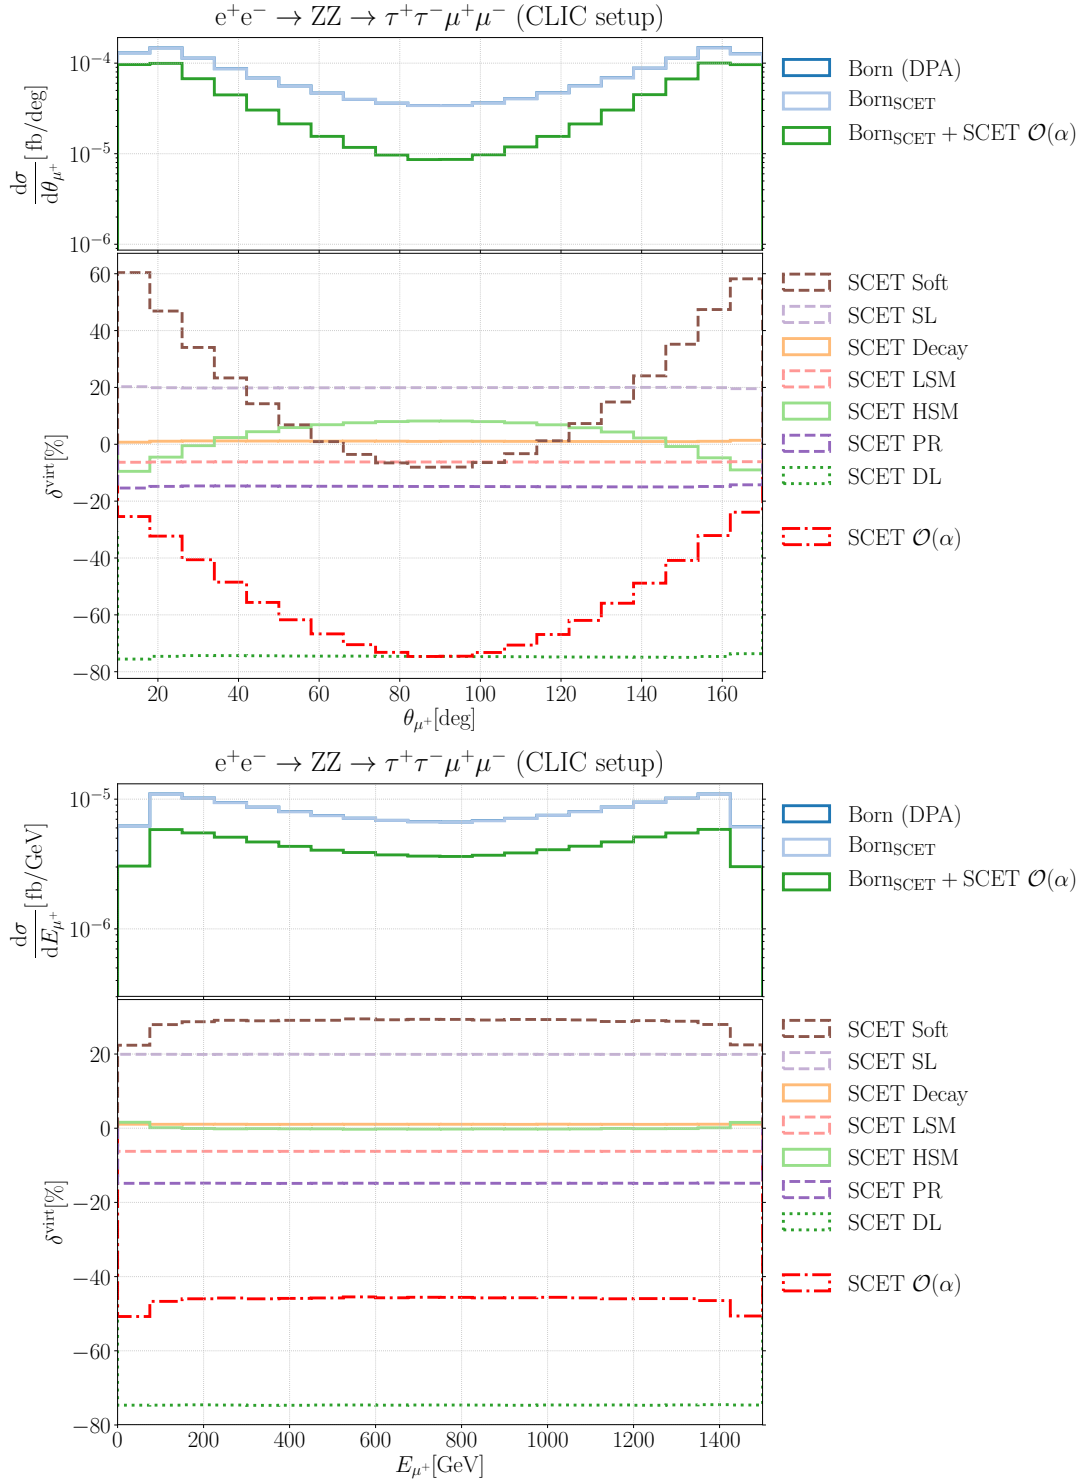 e⁺e⁻ → ZZ → τ⁺τ⁻μ⁺μ⁻ (CLIC setup)
dσ/dθ_μ⁺ [fb/deg]
10⁻⁴
10⁻⁵
10⁻⁶
Born (DPA)
Born_SCET
Born_SCET + SCET 𝒪(α)
δ^virt[%]
60
40
20
0
−20
−40
−60
−80
SCET Soft
SCET SL
SCET Decay
SCET LSM
SCET HSM
SCET PR
SCET DL
SCET 𝒪(α)
20 40 60 80 100 120 140 160
θ_μ⁺[deg]
e⁺e⁻ → ZZ → τ⁺τ⁻μ⁺μ⁻ (CLIC setup)
dσ/dE_μ⁺ [fb/GeV]
10⁻⁵
10⁻⁶
Born (DPA)
Born_SCET
Born_SCET + SCET 𝒪(α)
δ^virt[%]
20
0
−20
−40
−60
−80
SCET Soft
SCET SL
SCET Decay
SCET LSM
SCET HSM
SCET PR
SCET DL
SCET 𝒪(α)
0 200 400 600 800 1000 1200 1400
E_μ⁺[GeV]